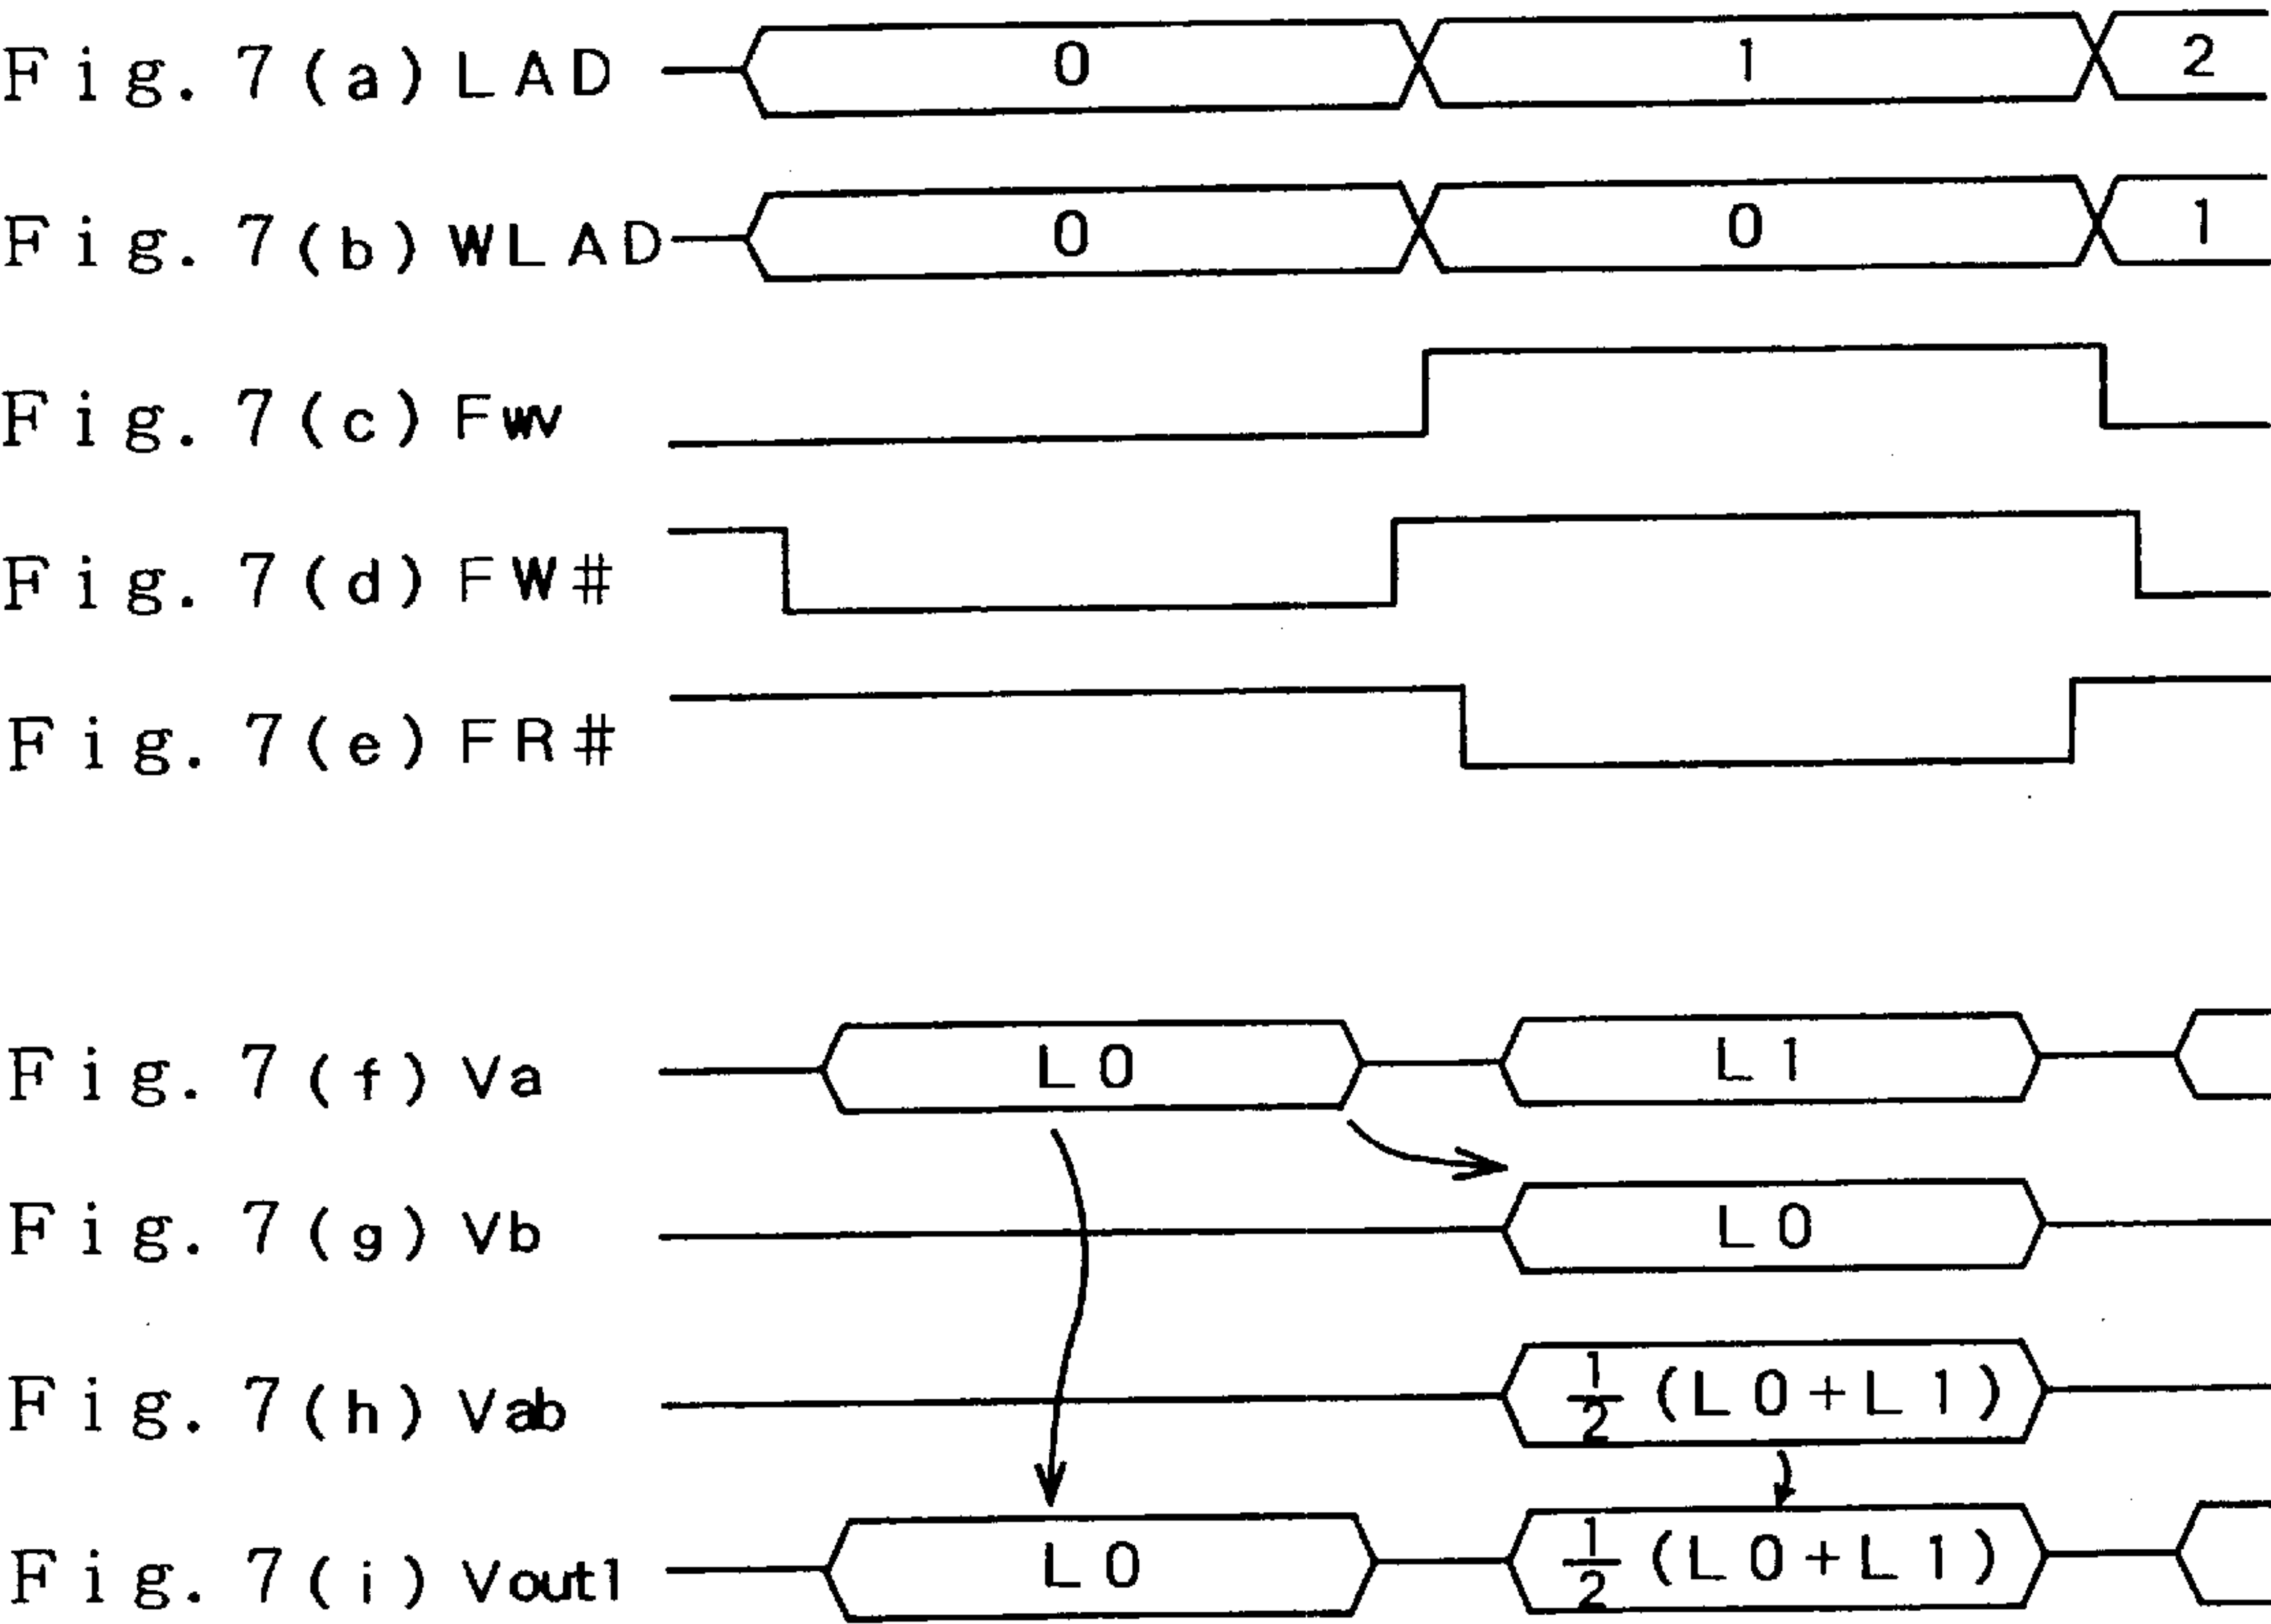 Fig. 7(a) LAD 0 1 2
Fig. 7(b) WLAD 0 0 1
Fig. 7(c) Fwv
Fig. 7(d) FW#
Fig. 7(e) FR#
Fig. 7(f) Va L0 L1
Fig. 7(g) Vb L0
Fig. 7(h) Vab 1/2 (L0+L1)
Fig. 7(i) Vout1 L0 1/2 (L0+L1)